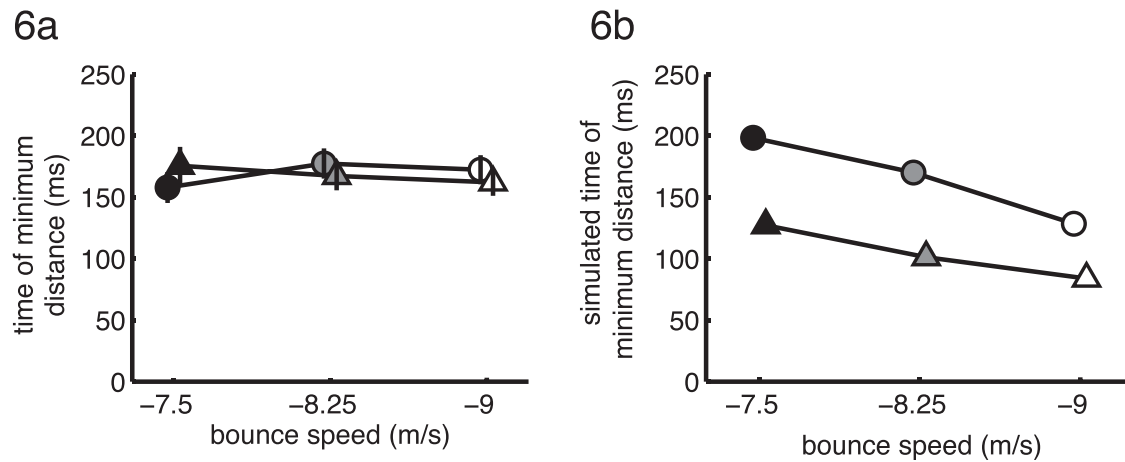 6a
250
200
150
100
50
0
time of minimum
distance (ms)
−7.5
−8.25
−9
bounce speed (m/s)
6b
250
200
150
100
50
0
simulated time of
minimum distance (ms)
−7.5
−8.25
−9
bounce speed (m/s)